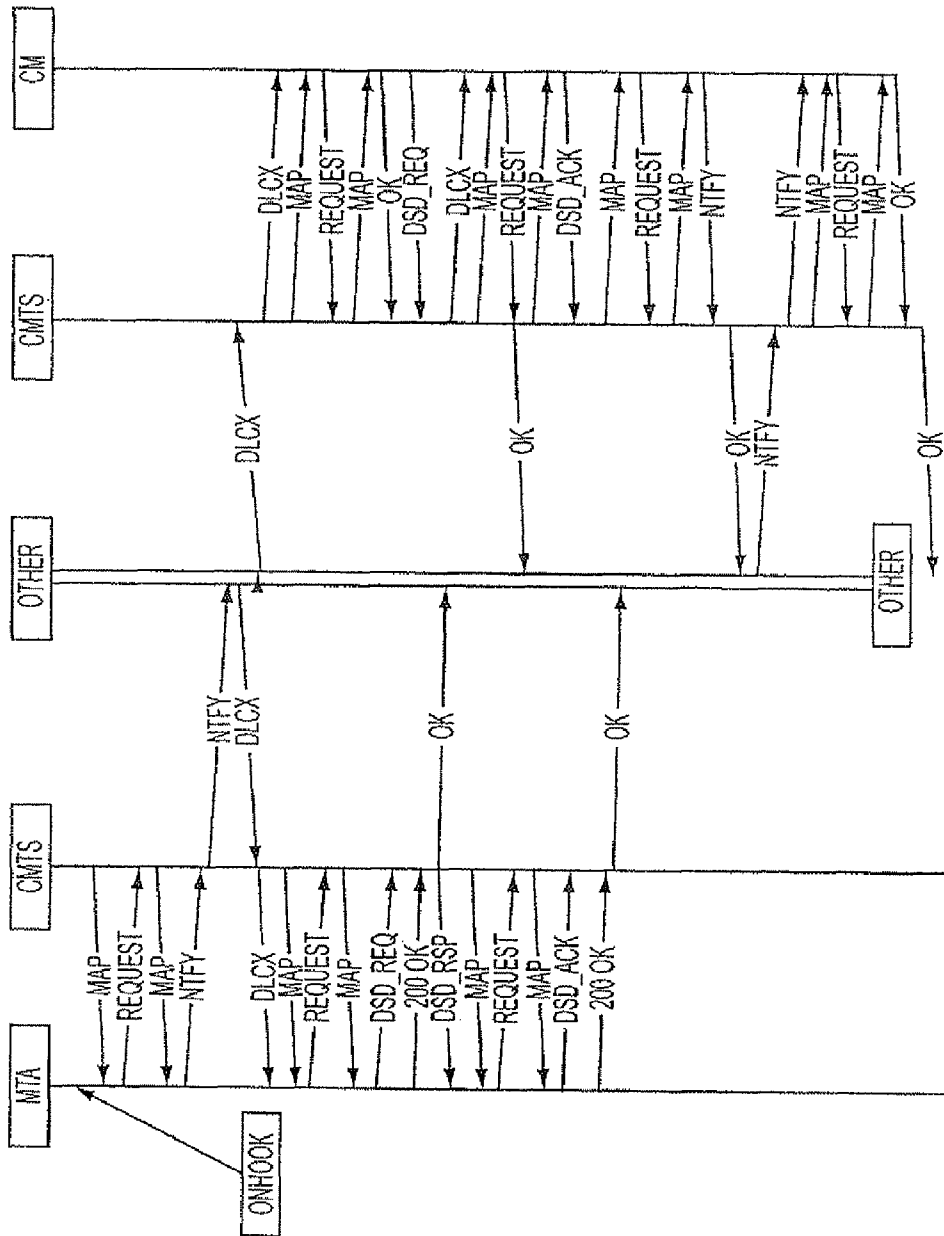 MTA
CMTS
OTHER
CMTS
CM
ONHOOK
MAP
REQUEST
MAP
NTFY
DLCX
MAP
REQUEST
MAP
DSD_REQ
200 OK
DSD_RSP
MAP
REQUEST
MAP
DSD_ACK
200 OK
NTFY
DLCX
OK
OK
DLCX
OK
OK
NTFY
OK
DLCX
MAP
REQUEST
MAP
OK
DSD_REQ
DLCX
MAP
REQUEST
MAP
DSD_ACK
MAP
REQUEST
MAP
NTFY
NTFY
MAP
REQUEST
MAP
OK
OTHER